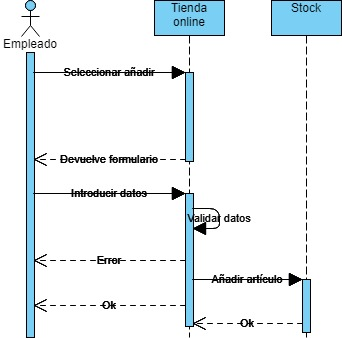 Tienda
online
Stock
Empleado
Seleccionar añadir
Devuelve formulario
Introducir datos
Validar datos
Error
Añadir artículo
Ok
Ok